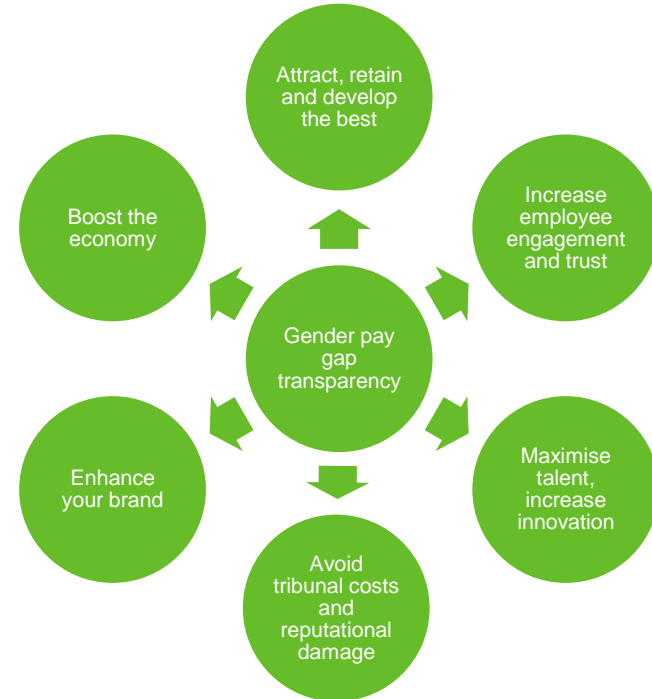 Attract, retain
and develop
the best
Increase
employee
engagement
and trust
Maximise
talent,
increase
innovation
Avoid
tribunal costs
and
reputational
damage
Enhance
your brand
Boost the
economy
Gender pay
gap
transparency